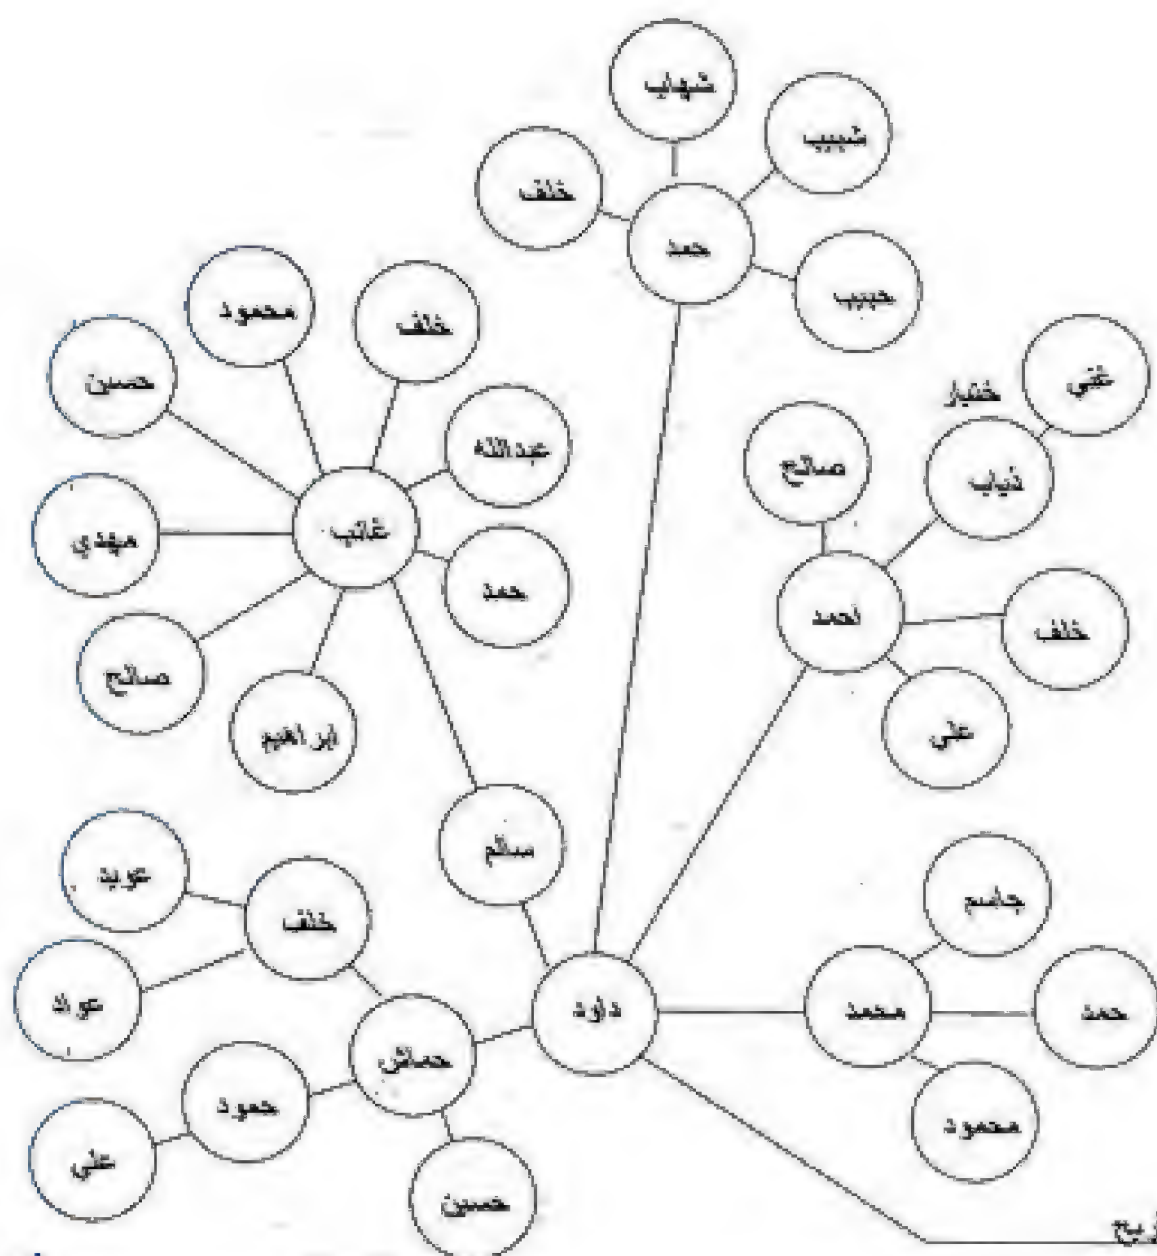 شهاب
شبيب
خلف
حمد
حبيب
محمود
خلف
حسين
عبدالله
غائب
مهدي
حمد
صالح
ابراهيم
سالم
غني
ختيار
ذياب
صالح
احمد
خلف
علي
عويد
خلف
عواد
حماش
حمود
علي
حسين
داود
جاسم
محمد
حمد
محمود